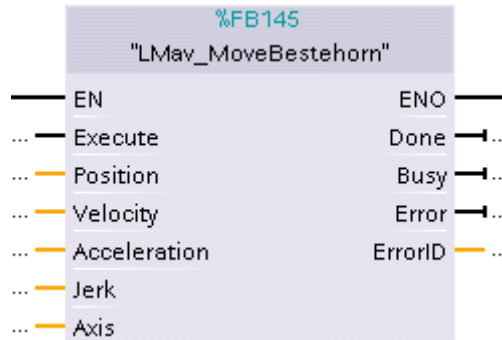 %FB145
"LMav_MoveBestehorn"
EN ENO
... Execute Done ...
... Position Busy ...
... Velocity Error ...
... Acceleration ErrorID ...
... Jerk
... Axis